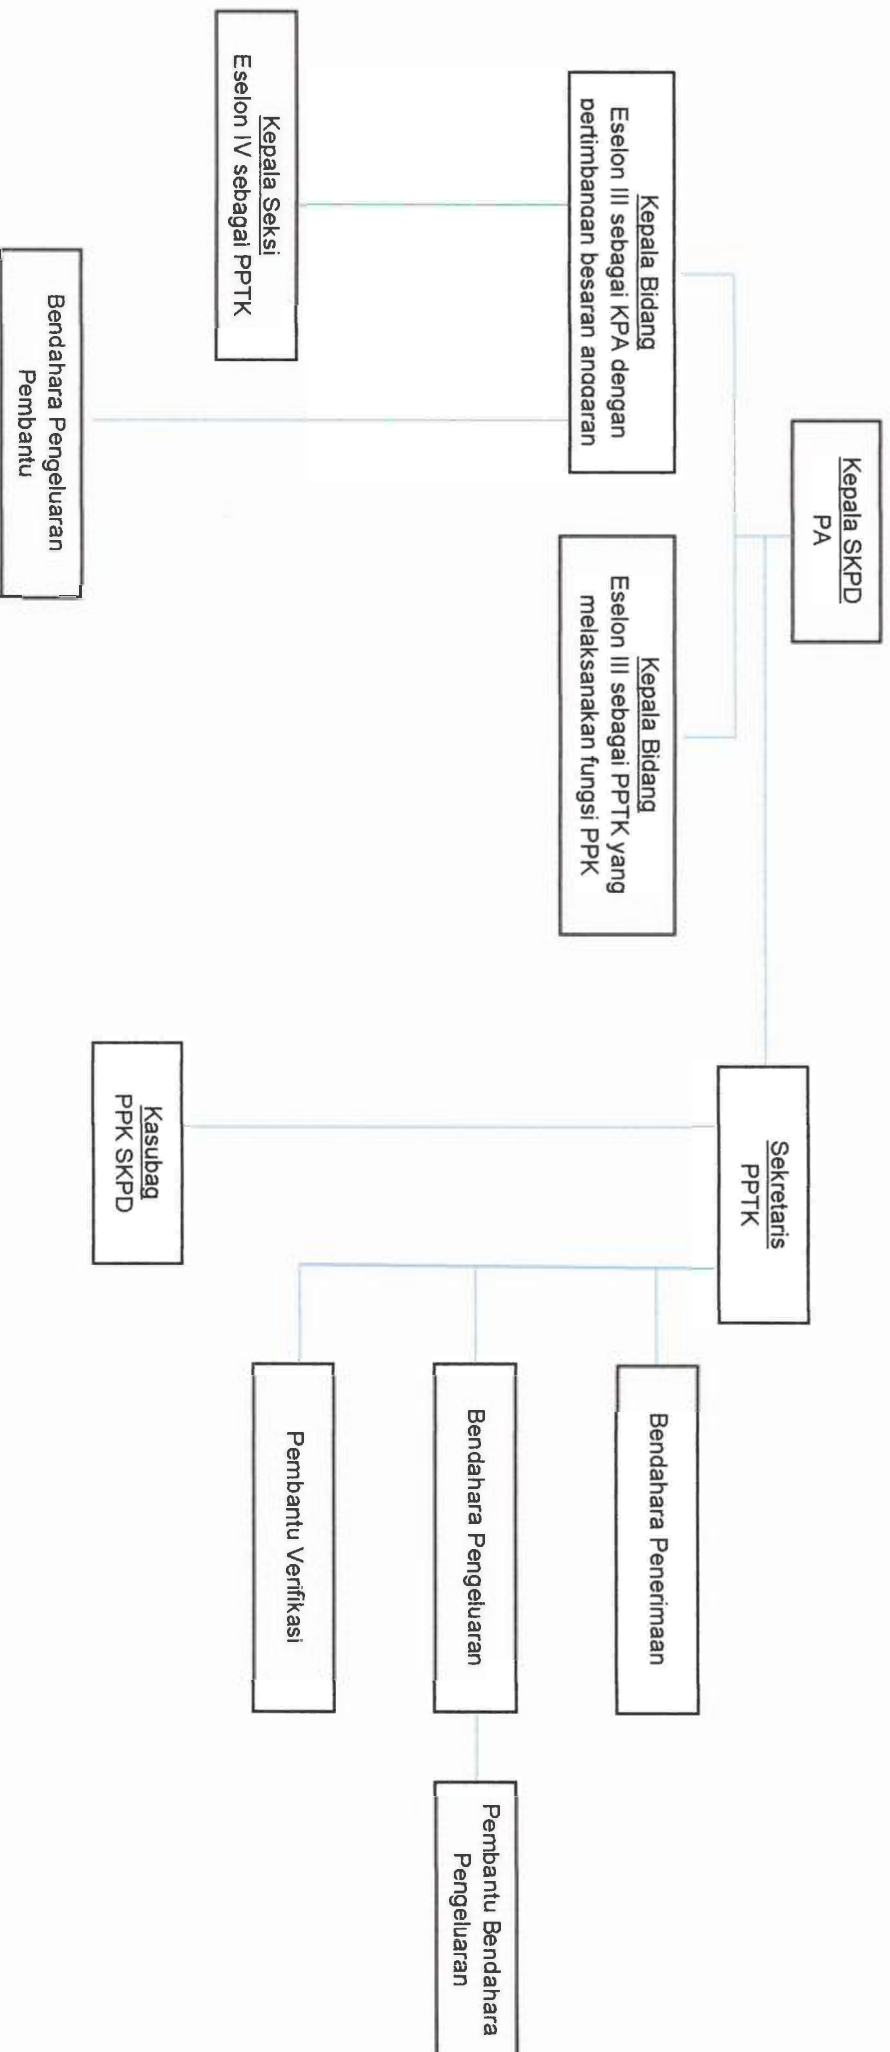 Kepala SKPD
PA
Kepala Bidang
Eselon III sebagai KPA dengan
pertimbangan besaran anggaran
Kepala Bidang
Eselon III sebagai PPTK yang
melaksanakan fungsi PPK
Sekretaris
PPTK
Kepala Seksi
Eselon IV sebagai PPTK
Bendahara Pengeluaran
Pembantu
Kasubag
PPK SKPD
Bendahara Penerimaan
Bendahara Pengeluaran
Pembantu Bendahara
Pengeluaran
Pembantu Verifikasi